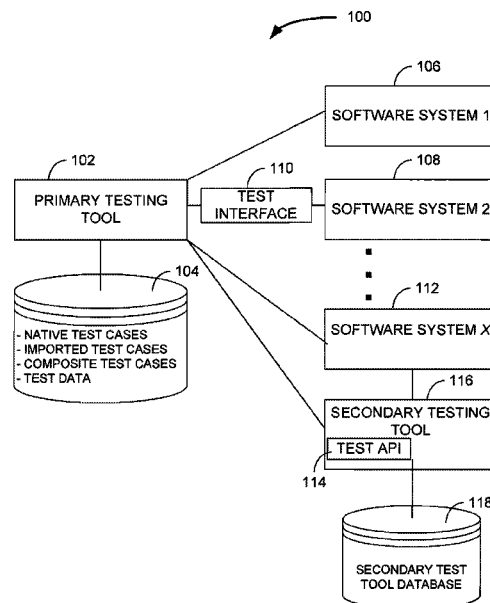 100
106
SOFTWARE SYSTEM 1
102
110
108
PRIMARY TESTING
TOOL
TEST
INTERFACE
SOFTWARE SYSTEM 2
104
112
- NATIVE TEST CASES
- IMPORTED TEST CASES
- COMPOSITE TEST CASES
- TEST DATA
SOFTWARE SYSTEM X
116
SECONDARY TESTING
TOOL
TEST API
114
118
SECONDARY TEST
TOOL DATABASE